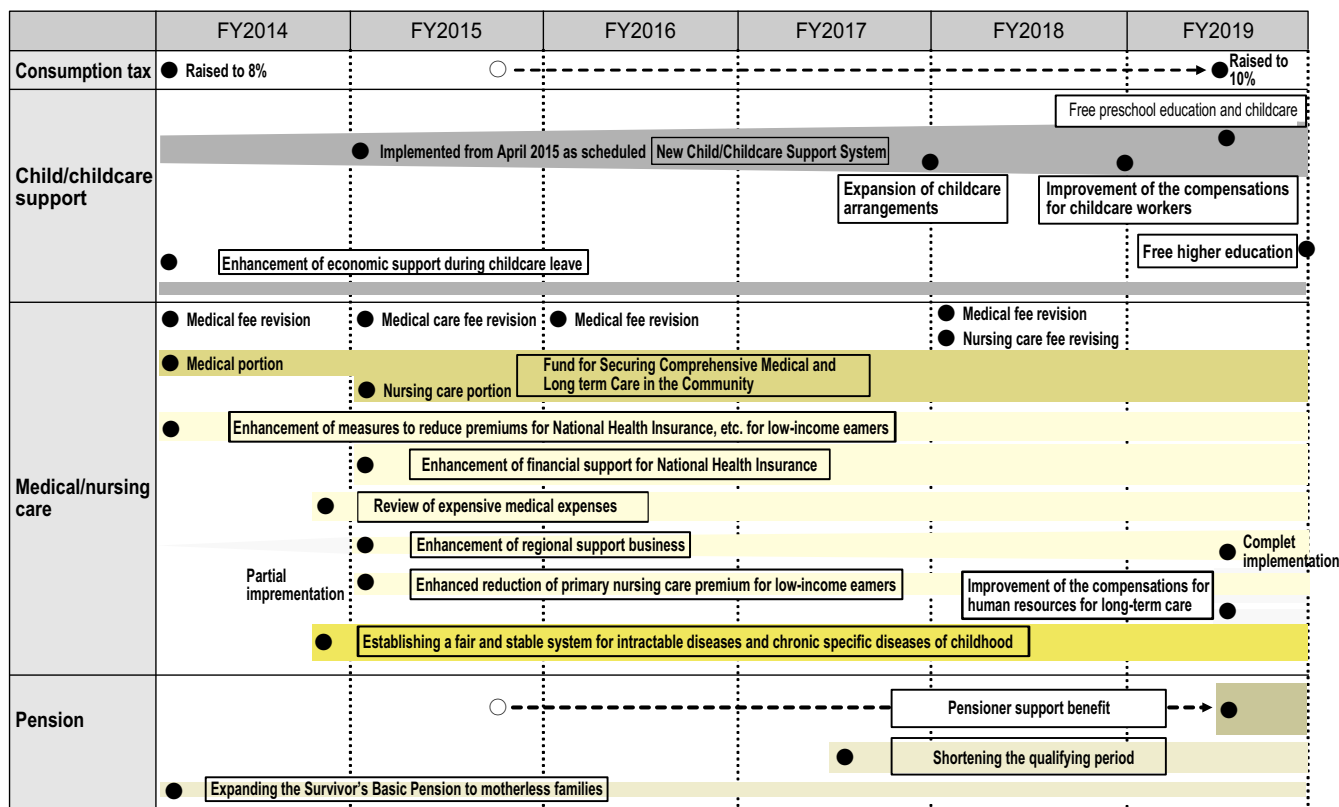 FY2014 FY2015 FY2016 FY2017 FY2018 FY2019
Consumption tax
Raised to 8%
Raised to
10%
Child/childcare
support
Free preschool education and childcare
Implemented from April 2015 as scheduled
New Child/Childcare Support System
Expansion of childcare
arrangements
Improvement of the compensations
for childcare workers
Free higher education
Enhancement of economic support during childcare leave
Medical/nursing
care
Medical fee revision
Medical care fee revision
Medical fee revision
Medical fee revision
Nursing care fee revising
Medical portion
Nursing care portion
Fund for Securing Comprehensive Medical and
Long term Care in the Community
Enhancement of measures to reduce premiums for National Health Insurance, etc. for low-income eamers
Enhancement of financial support for National Health Insurance
Review of expensive medical expenses
Enhancement of regional support business
Complet
implementation
Partial
imprementation
Enhanced reduction of primary nursing care premium for low-income eamers
Improvement of the compensations for
human resources for long-term care
Establishing a fair and stable system for intractable diseases and chronic specific diseases of childhood
Pension
Pensioner support benefit
Shortening the qualifying period
Expanding the Survivor's Basic Pension to motherless families